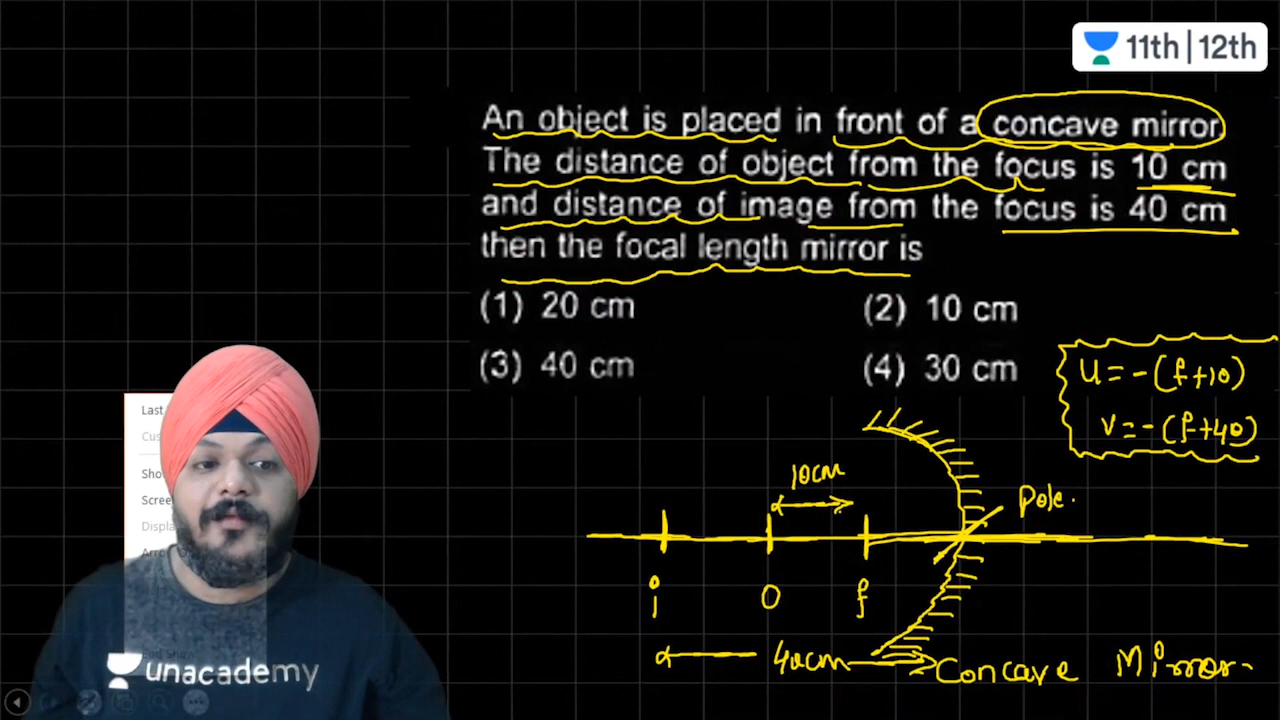 11th | 12th
An object is placed in front of a concave mirror.
The distance of object from the focus is 10 cm
and distance of image from the focus is 40 cm
then the focal length mirror is
(1) 20 cm (2) 10 cm
(3) 40 cm (4) 30 cm
u = -(f+10)
v = -(f+40)
10cm
Pole.
i o f
40cm
Concave Mirror
Last
Scree
Displa
unacademy